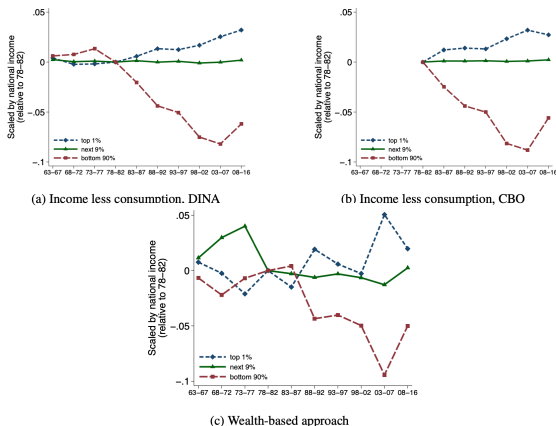 .05
0
-.05
-.1
Scaled by national income
(relative to 78−82)
top 1%
next 9%
bottom 90%
63−67 68−72 73−77 78−82 83−87 88−92 93−97 98−02 03−07 08−16
(a) Income less consumption. DINA
.05
0
-.05
-.1
Scaled by national income
(relative to 78−82)
top 1%
next 9%
bottom 90%
63−67 68−72 73−77 78−82 83−87 88−92 93−97 98−02 03−07 08−16
(b) Income less consumption, CBO
.05
0
-.05
-.1
Scaled by national income
(relative to 78−82)
top 1%
next 9%
bottom 90%
63−67 68−72 73−77 78−82 83−87 88−92 93−97 98−02 03−07 08−16
(c) Wealth-based approach